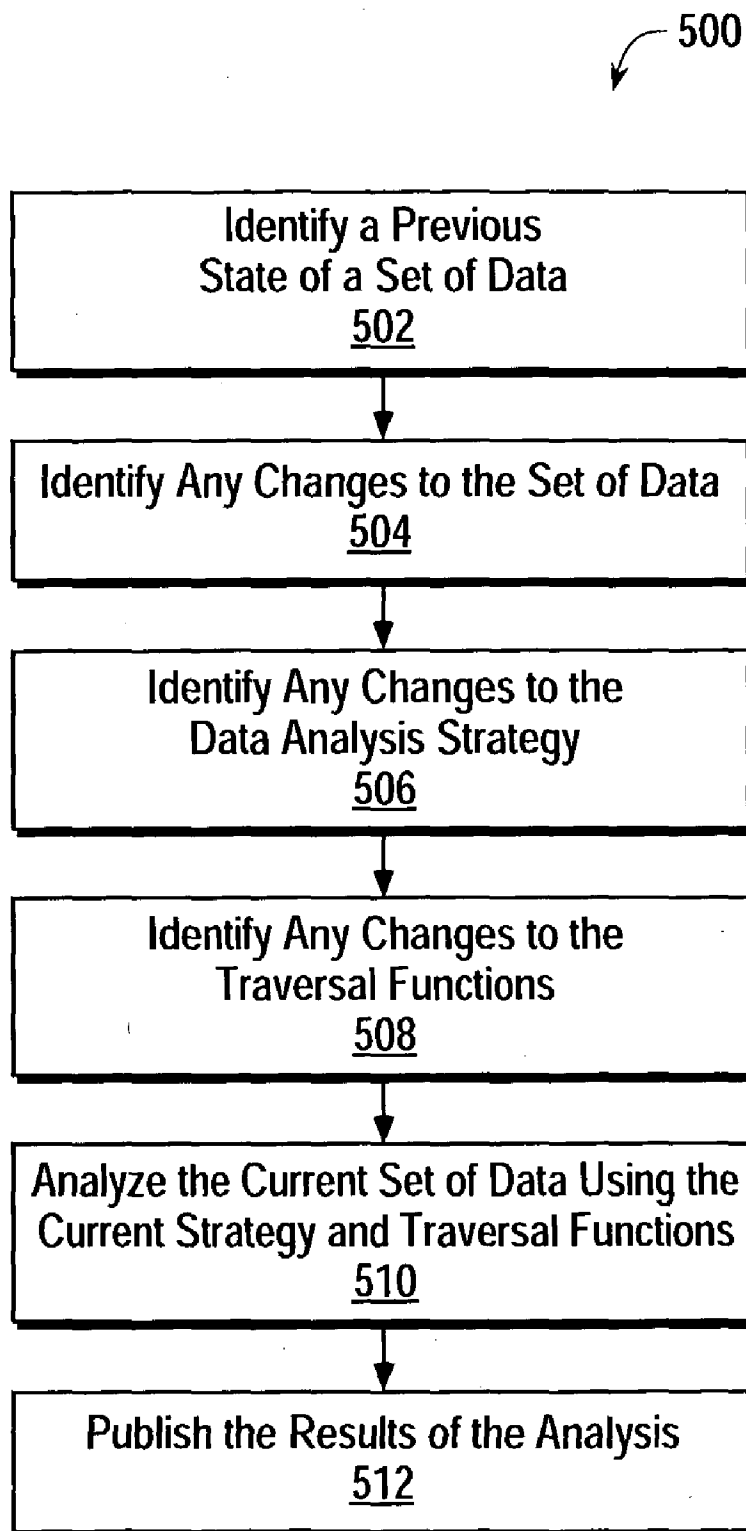 500
Identify a Previous
State of a Set of Data
502
Identify Any Changes to the Set of Data
504
Identify Any Changes to the
Data Analysis Strategy
506
Identify Any Changes to the
Traversal Functions
508
Analyze the Current Set of Data Using the
Current Strategy and Traversal Functions
510
Publish the Results of the Analysis
512